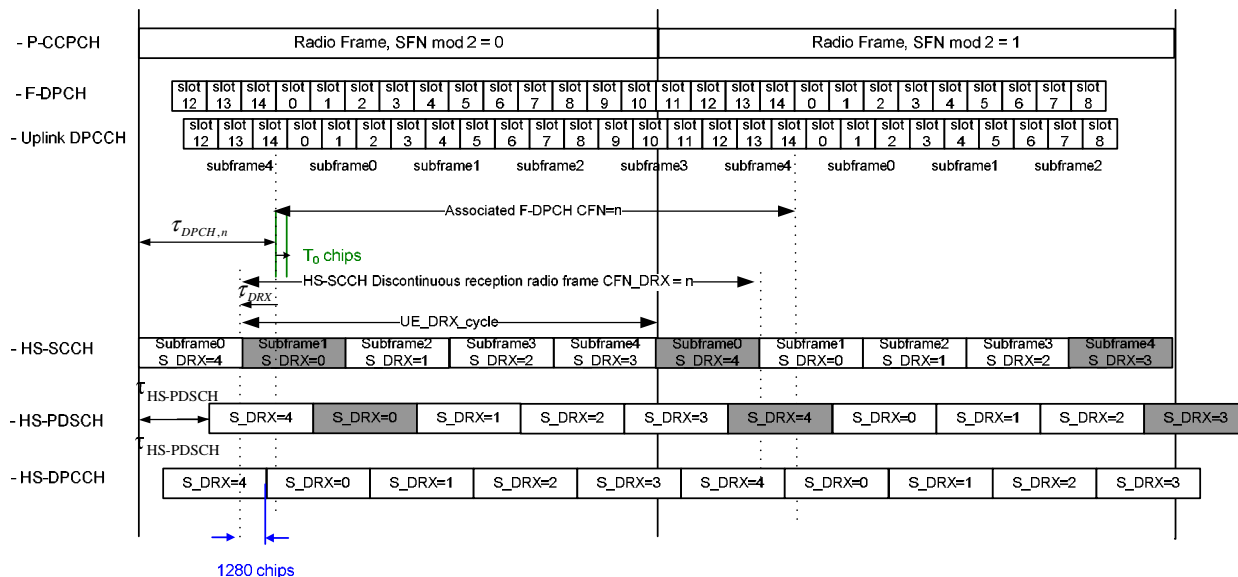 - P-CCPCH
Radio Frame, SFN mod 2 = 0
Radio Frame, SFN mod 2 = 1
- F-DPCH
slot 12 slot 13 slot 14 slot 0 slot 1 slot 2 slot 3 slot 4 slot 5 slot 6 slot 7 slot 8 slot 9 slot 10 slot 11 slot 12 slot 13 slot 14 slot 0 slot 1 slot 2 slot 3 slot 4 slot 5 slot 6 slot 7 slot 8
- Uplink DPCCH
slot 12 slot 13 slot 14 slot 0 slot 1 slot 2 slot 3 slot 4 slot 5 slot 6 slot 7 slot 8 slot 9 slot 10 slot 11 slot 12 slot 13 slot 14 slot 0 slot 1 slot 2 slot 3 slot 4 slot 5 slot 6 slot 7 slot 8
subframe4 subframe0 subframe1 subframe2 subframe3 subframe4 subframe0 subframe1 subframe2
Associated F-DPCH CFN=n
τDPCH,n
T0 chips
HS-SCCH Discontinuous reception radio frame CFN_DRX = n
τDRX
UE_DRX_cycle
- HS-SCCH
Subframe0 Subframe1 Subframe2 Subframe3 Subframe4 Subframe0 Subframe1 Subframe2 Subframe3 Subframe4
S_DRX=4 S_DRX=0 S_DRX=1 S_DRX=2 S_DRX=3 S_DRX=4 S_DRX=0 S_DRX=1 S_DRX=2 S_DRX=3
τHS-PDSCH
- HS-PDSCH
S_DRX=4 S_DRX=0 S_DRX=1 S_DRX=2 S_DRX=3 S_DRX=4 S_DRX=0 S_DRX=1 S_DRX=2 S_DRX=3
τHS-PDSCH
- HS-DPCCH
S_DRX=4 S_DRX=0 S_DRX=1 S_DRX=2 S_DRX=3 S_DRX=4 S_DRX=0 S_DRX=1 S_DRX=2 S_DRX=3
1280 chips